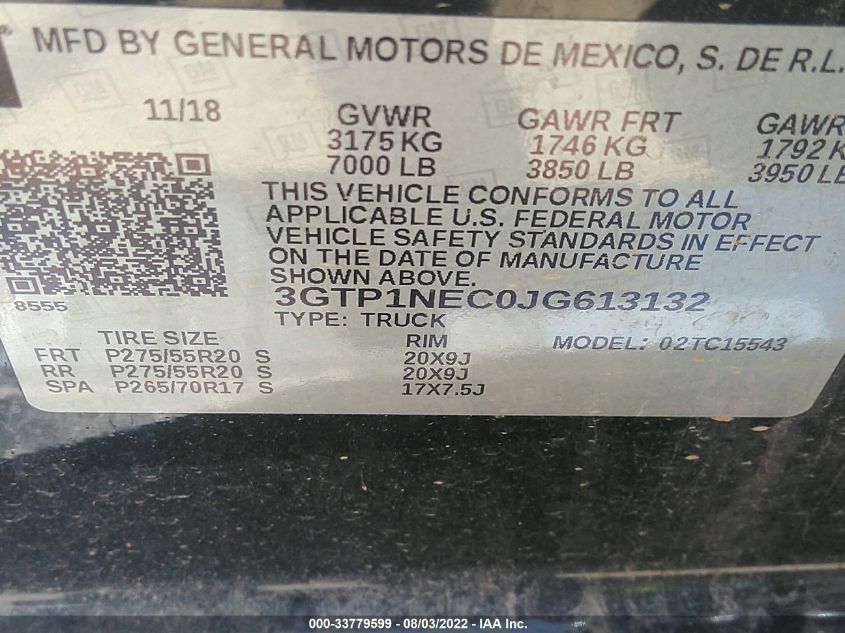 MFD BY GENERAL MOTORS DE MEXICO, S. DE R.L.
11/18 GVWR GAWR FRT GAWR
3175 KG 1746 KG 1792 K
7000 LB 3850 LB 3950 LB
THIS VEHICLE CONFORMS TO ALL
APPLICABLE U.S. FEDERAL MOTOR
VEHICLE SAFETY STANDARDS IN EFFECT
ON THE DATE OF MANUFACTURE
SHOWN ABOVE.
8555 3GTP1NEC0JG613132
TYPE: TRUCK
TIRE SIZE RIM MODEL: 02TC15543
FRT P275/55R20 S 20X9J
RR P275/55R20 S 20X9J
SPA P265/70R17 S 17X7.5J
000-33779599 - 08/03/2022 - IAA Inc.